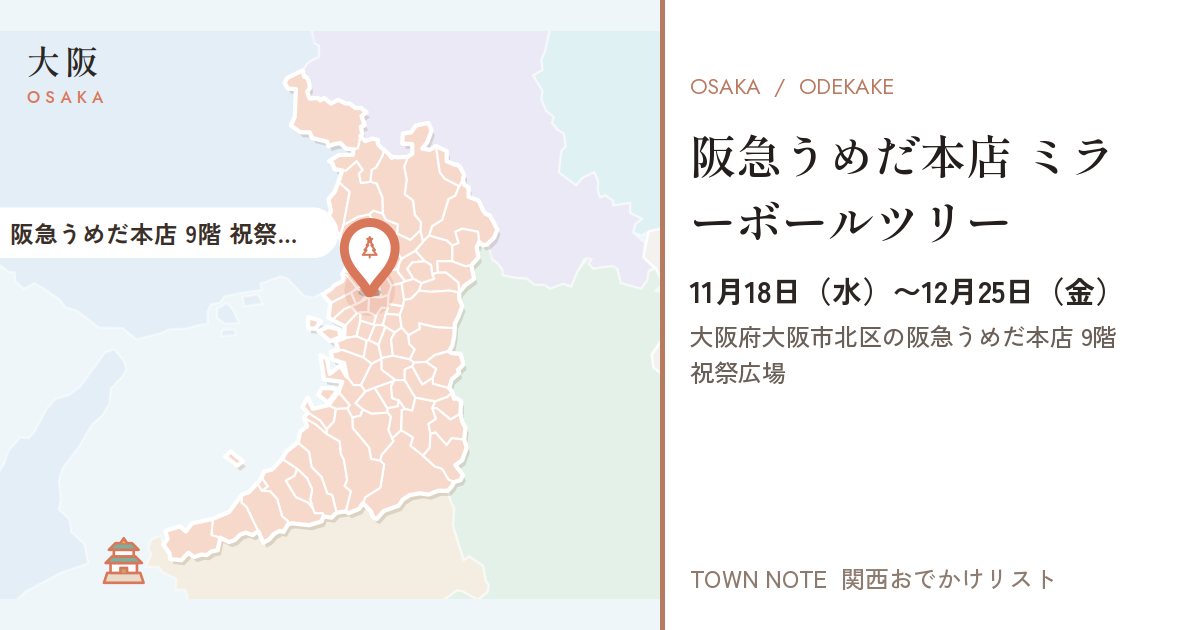 大阪
OSAKA
阪急うめだ本店 9階 祝祭...
OSAKA / ODEKAKE
阪急うめだ本店 ミラ
ーボールツリー
11月18日（水）〜12月25日（金）
大阪府大阪市北区の阪急うめだ本店 9階
祝祭広場
TOWN NOTE 関西おでかけリスト